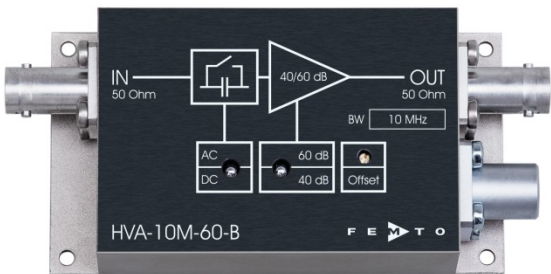 IN
50 Ohm
40/60 dB
OUT
50 Ohm
BW 10 MHz
AC
DC
60 dB
40 dB
Offset
HVA-10M-60-B
FEMTO